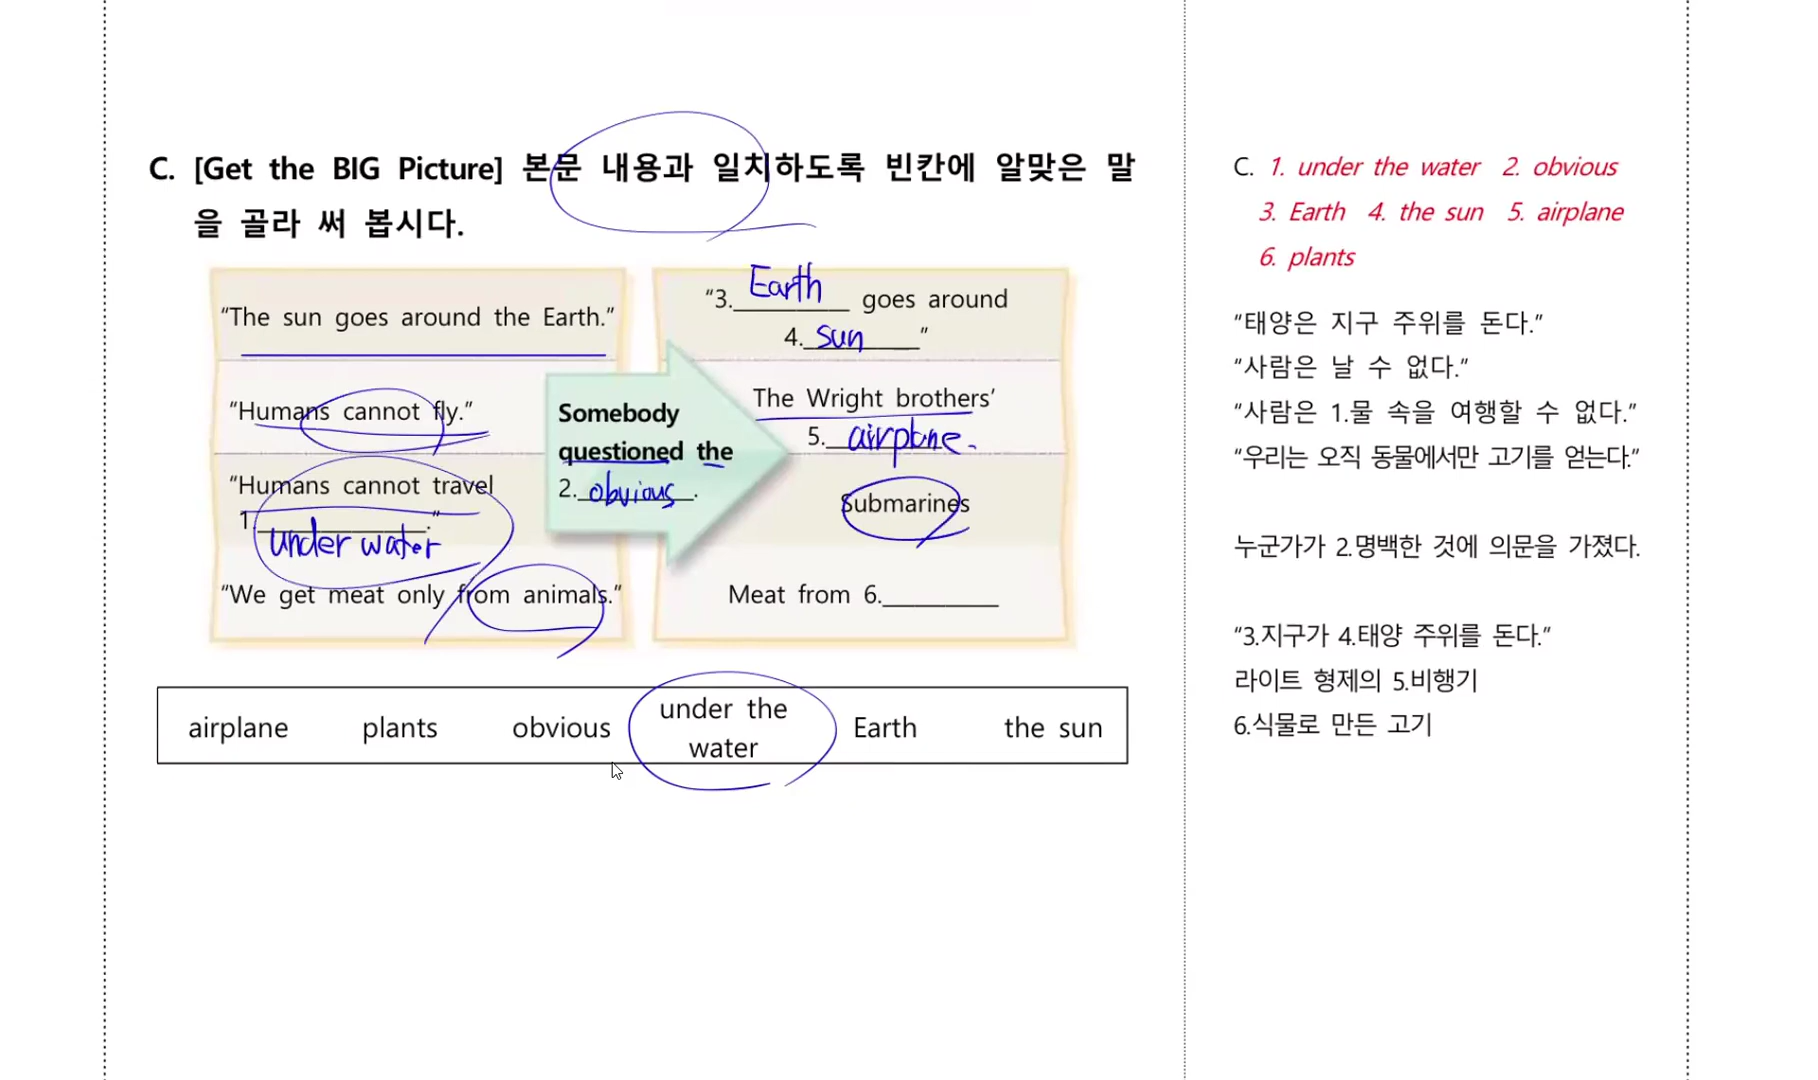 C. [Get the BIG Picture] 본문 내용과 일치하도록 빈칸에 알맞은 말
을 골라 써 봅시다.
“The sun goes around the Earth.”
“Humans cannot fly.”
“Humans cannot travel
1.____________.”
under water
“We get meat only from animals.”
Somebody
questioned the
2. obvious.
“3. Earth goes around
4. sun”
The Wright brothers’
5. airplane.
Submarines
Meat from 6.__________
airplane plants obvious under the water Earth the sun
C. 1. under the water 2. obvious
3. Earth 4. the sun 5. airplane
6. plants
“태양은 지구 주위를 돈다.”
“사람은 날 수 없다.”
“사람은 1.물 속을 여행할 수 없다.”
“우리는 오직 동물에서만 고기를 얻는다.”
누군가가 2.명백한 것에 의문을 가졌다.
“3.지구가 4.태양 주위를 돈다.”
라이트 형제의 5.비행기
6.식물로 만든 고기